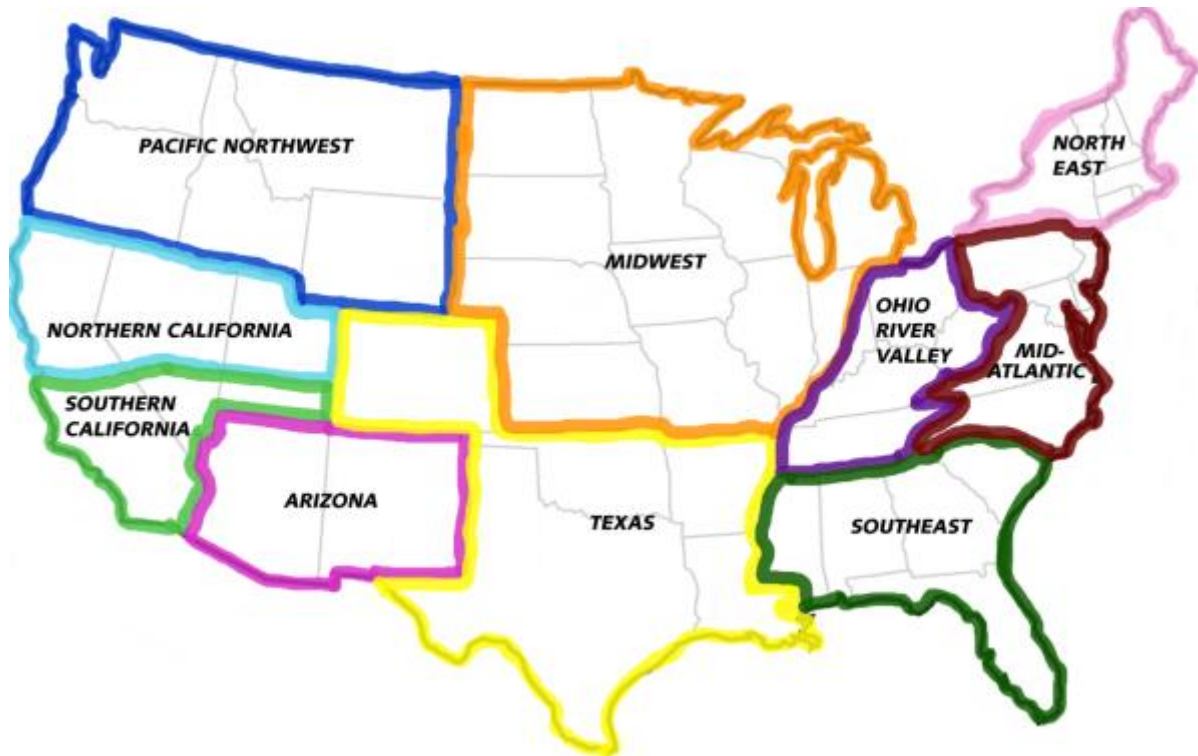 PACIFIC NORTHWEST
NORTH
EAST
MIDWEST
NORTHERN CALIFORNIA
OHIO
RIVER
VALLEY
MID-
ATLANTIC
SOUTHERN
CALIFORNIA
ARIZONA
TEXAS
SOUTHEAST